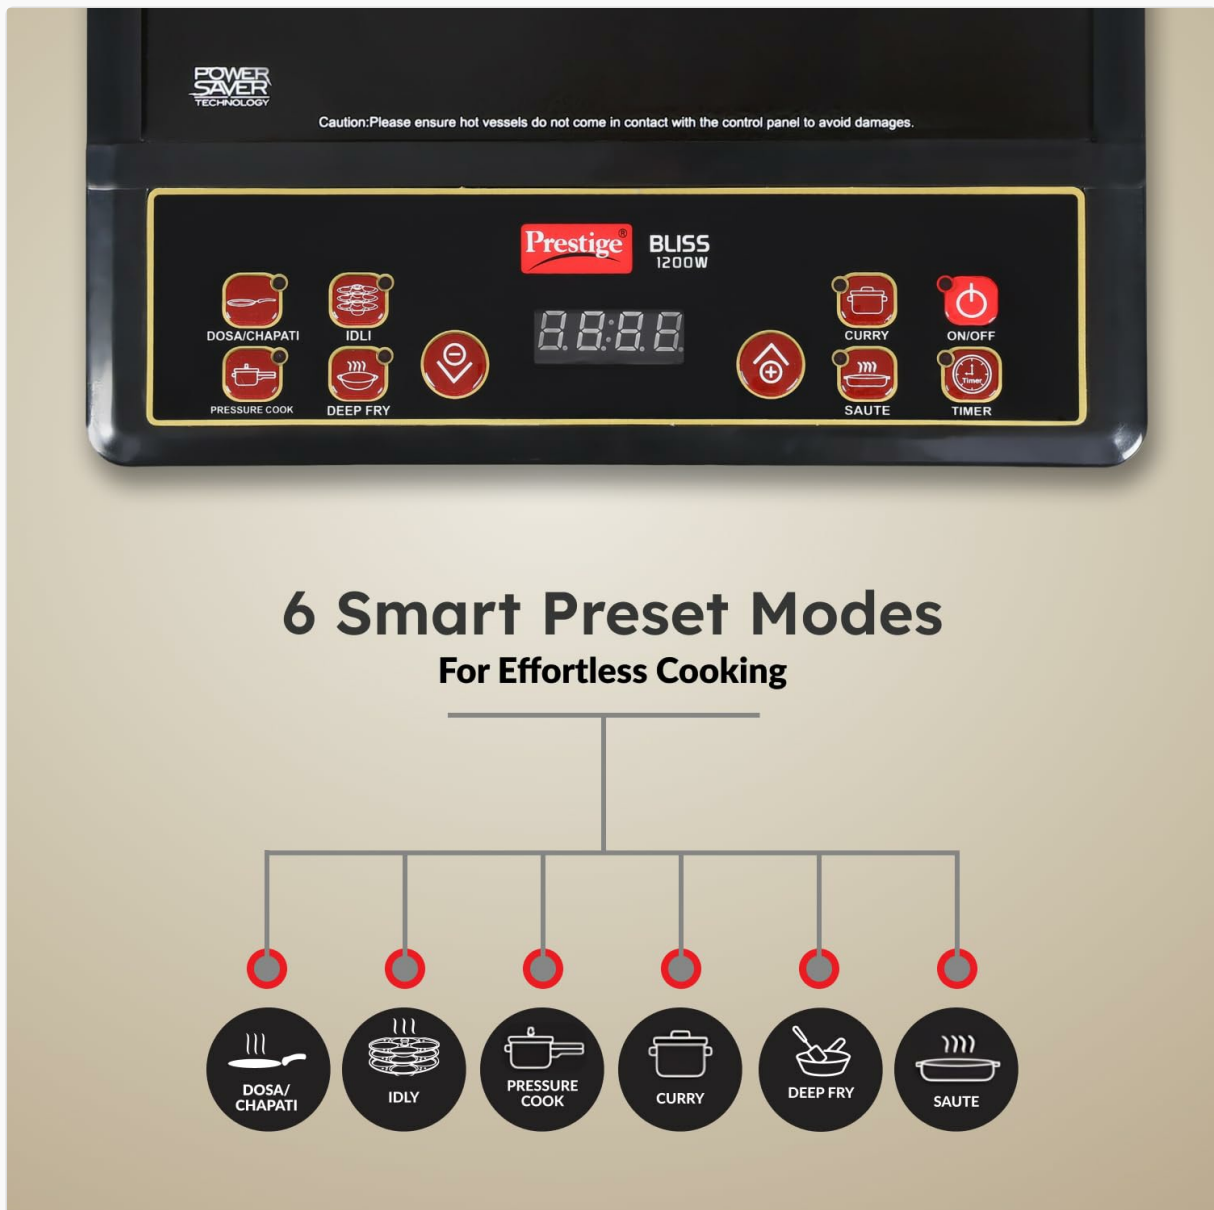 POWER
SAVER
TECHNOLOGY
Caution:Please ensure hot vessels do not come in contact with the control panel to avoid damages.
Prestige®
BLISS
1200W
DOSA/CHAPATI
IDLI
CURRY
ON/OFF
Timer
PRESSURE COOK
DEEP FRY
SAUTE
TIMER
6 Smart Preset Modes
For Effortless Cooking
DOSA/
CHAPATI
IDLY
PRESSURE
COOK
CURRY
DEEP FRY
SAUTE